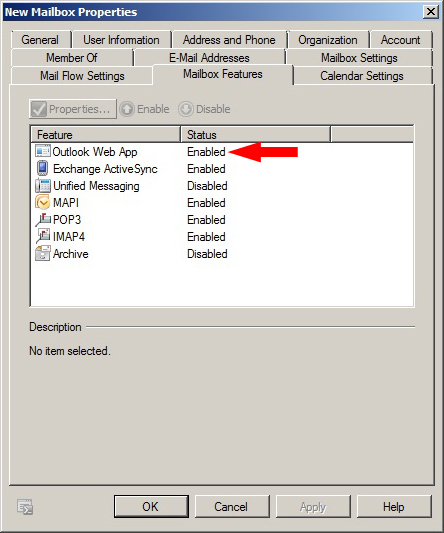 New Mailbox Properties
General User Information Address and Phone Organization Account
Member Of E-Mail Addresses Mailbox Settings
Mail Flow Settings Mailbox Features Calendar Settings
Properties... Enable Disable
Feature Status
Outlook Web App Enabled
Exchange ActiveSync Enabled
Unified Messaging Disabled
MAPI Enabled
POP3 Enabled
IMAP4 Enabled
Archive Disabled
Description
No item selected.
OK Cancel Apply Help